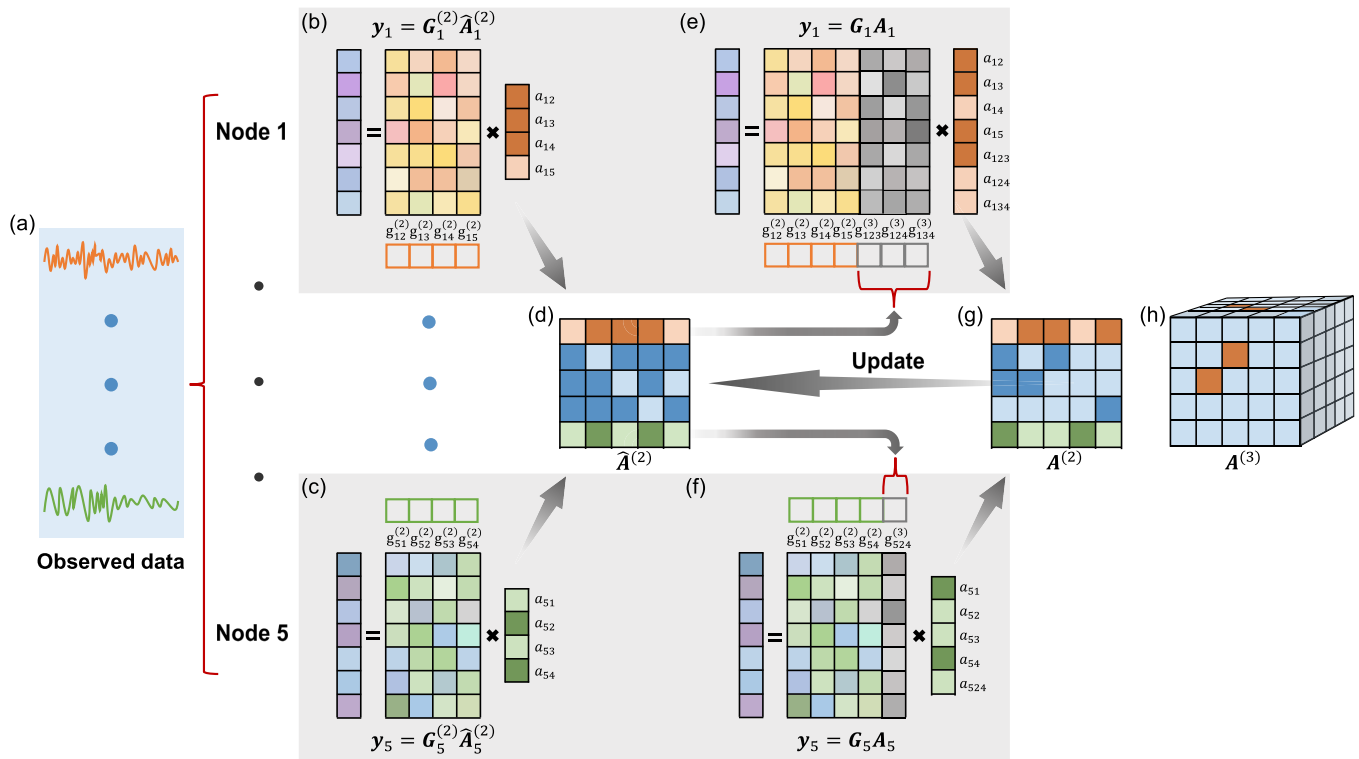 (a)
Observed data
Node 1
Node 5
(b)
y₁ = G₁⁽²⁾Â₁⁽²⁾
=
×
a₁₂
a₁₃
a₁₄
a₁₅
g₁₂⁽²⁾ g₁₃⁽²⁾ g₁₄⁽²⁾ g₁₅⁽²⁾
(c)
g₅₁⁽²⁾ g₅₂⁽²⁾ g₅₃⁽²⁾ g₅₄⁽²⁾
=
×
a₅₁
a₅₂
a₅₃
a₅₄
y₅ = G₅⁽²⁾Â₅⁽²⁾
(d)
Â⁽²⁾
Update
(e)
y₁ = G₁A₁
=
×
a₁₂
a₁₃
a₁₄
a₁₅
a₁₂₃
a₁₂₄
a₁₃₄
g₁₂⁽²⁾ g₁₃⁽²⁾ g₁₄⁽²⁾ g₁₅⁽²⁾ g₁₂₃⁽³⁾ g₁₂₄⁽³⁾ g₁₃₄⁽³⁾
(f)
g₅₁⁽²⁾ g₅₂⁽²⁾ g₅₃⁽²⁾ g₅₄⁽²⁾ g₅₂₄⁽³⁾
=
×
a₅₁
a₅₂
a₅₃
a₅₄
a₅₂₄
y₅ = G₅A₅
(g)
A⁽²⁾
(h)
A⁽³⁾